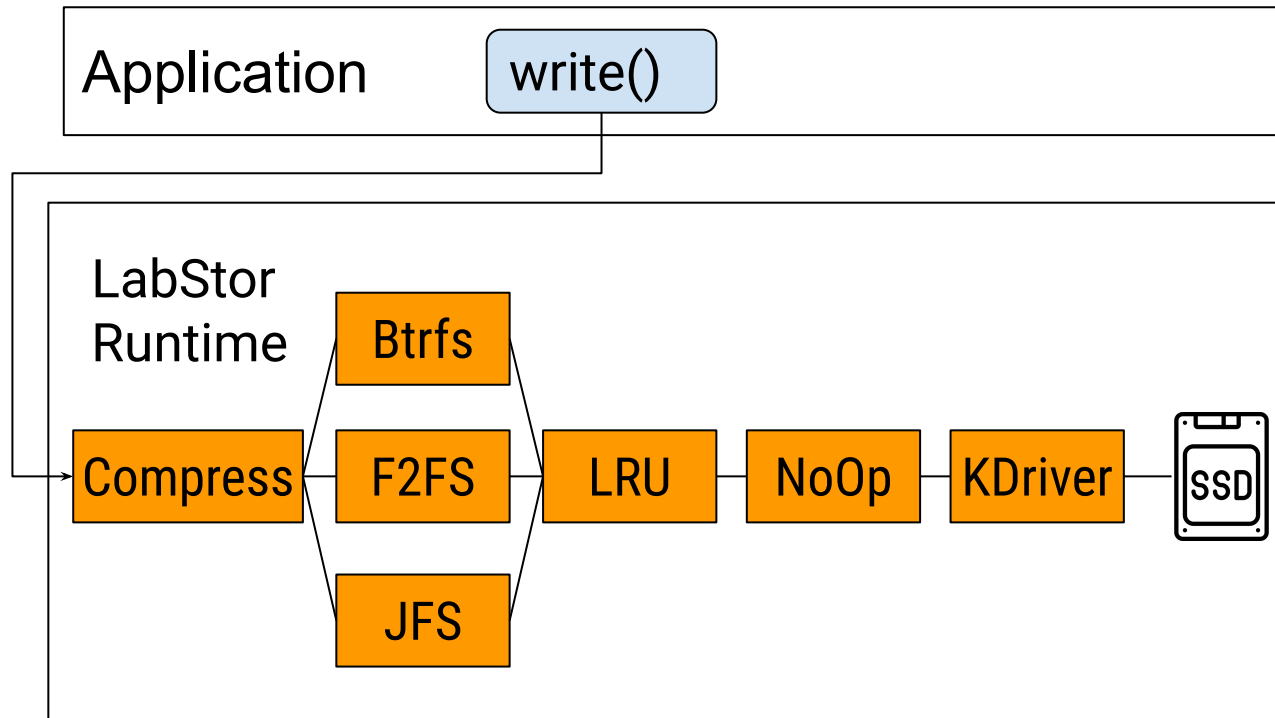 Application
write()
LabStor
Runtime
Btrfs
Compress
F2FS
LRU
NoOp
KDriver
SSD
JFS